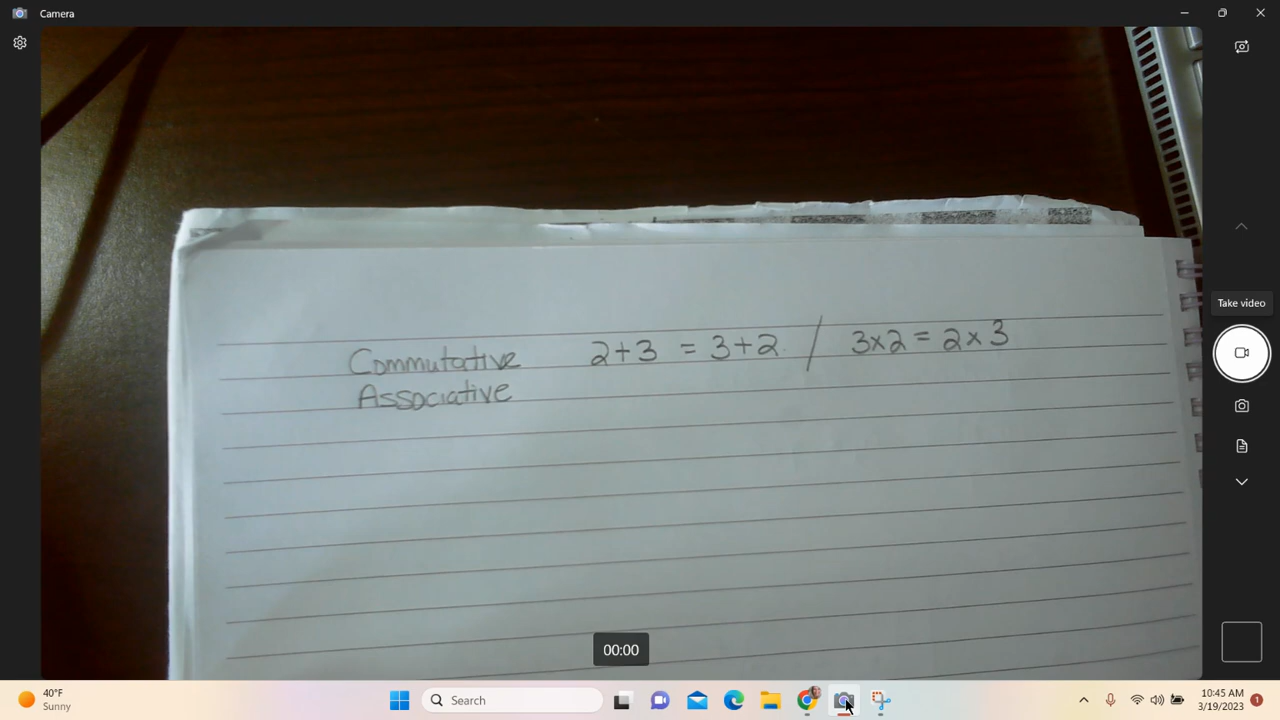 Camera
Commutative 2+3 = 3+2 / 3x2 = 2x3
Associative
Take video
00:00
40°F
Sunny
Search
10:45 AM
3/19/2023
1